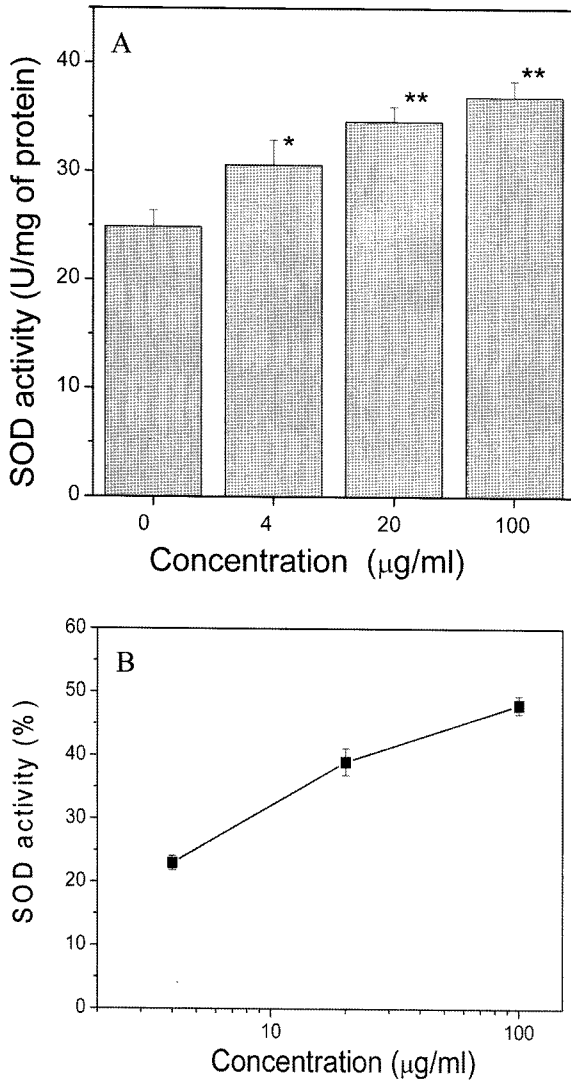 A
SOD activity (U/mg of protein)
40
30
20
10
0
*
**
**
0 4 20 100
Concentration (μg/ml)
B
SOD activity (%)
60
50
40
30
20
10
0
10 100
Concentration (μg/ml)